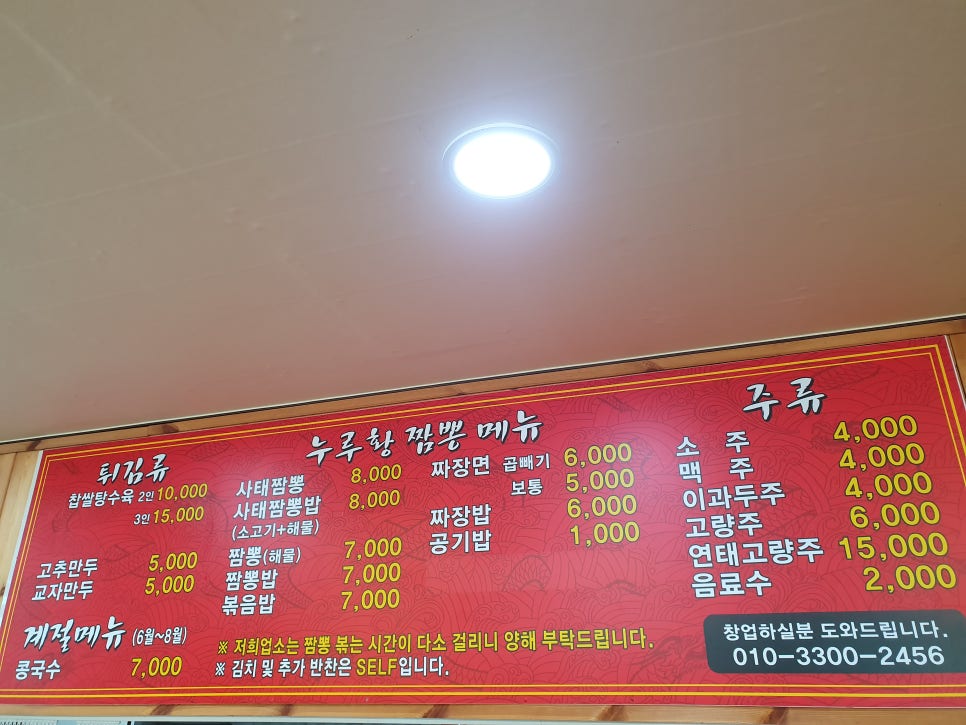 튀김류
찹쌀탕수육 2인 10,000
3인 15,000
고추만두 5,000
교자만두 5,000
계절메뉴 (6월~8월)
콩국수 7,000
누루황 짬뽕 메뉴
사태짬뽕 8,000
사태짬뽕밥 8,000
(소고기+해물)
짬뽕(해물) 7,000
짬뽕밥 7,000
볶음밥 7,000
짜장면 곱빼기 6,000
보통 5,000
짜장밥 6,000
공기밥 1,000
※ 저희업소는 짬뽕 볶는 시간이 다소 걸리니 양해 부탁드립니다.
※ 김치 및 추가 반찬은 SELF입니다.
주류
소 주 4,000
맥 주 4,000
이과두주 4,000
고량주 6,000
연태고량주 15,000
음료수 2,000
창업하실분 도와드립니다.
010-3300-2456